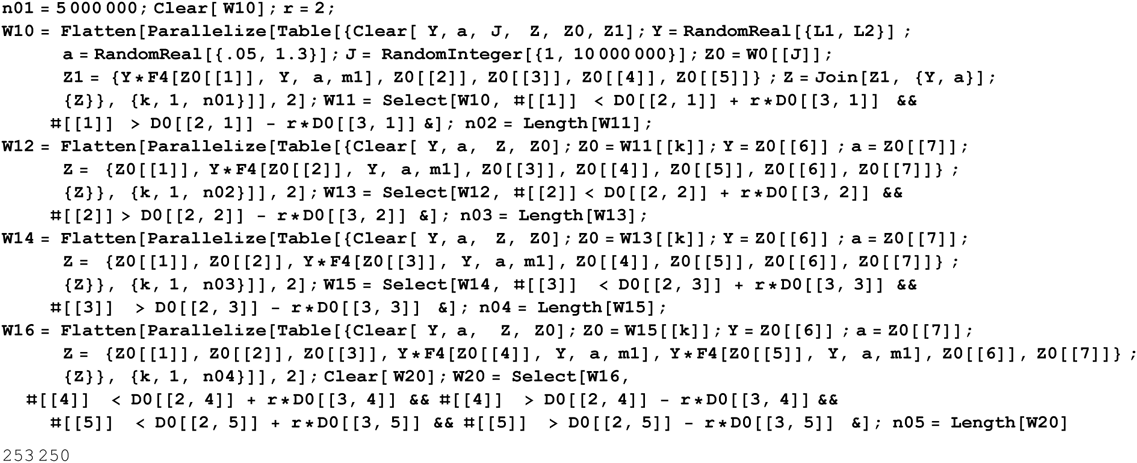 n01 = 5 000 000; Clear[ W10]; r = 2;
W10 = Flatten[Parallelize[Table[{Clear[ Y, a, J, Z, Z0, Z1]; Y = RandomReal[{L1, L2}] ;
a = RandomReal[{.05, 1.3}]; J = RandomInteger[{1, 10 000 000}]; Z0 = W0[[J]];
Z1 = {Y*F4[Z0[[1]], Y, a, m1], Z0[[2]], Z0[[3]], Z0[[4]], Z0[[5]]} ; Z = Join[Z1, {Y, a}];
{Z}}, {k, 1, n01}]], 2]; W11 = Select[W10, #[[1]] < D0[[2, 1]] + r*D0[[3, 1]] &&
#[[1]] > D0[[2, 1]] - r*D0[[3, 1]] &]; n02 = Length[W11];
W12 = Flatten[Parallelize[Table[{Clear[ Y, a, Z, Z0]; Z0 = W11[[k]]; Y = Z0[[6]] ; a = Z0[[7]];
Z = {Z0[[1]], Y*F4[Z0[[2]], Y, a, m1], Z0[[3]], Z0[[4]], Z0[[5]], Z0[[6]], Z0[[7]]} ;
{Z}}, {k, 1, n02}]], 2]; W13 = Select[W12, #[[2]] < D0[[2, 2]] + r*D0[[3, 2]] &&
#[[2]] > D0[[2, 2]] - r*D0[[3, 2]] &]; n03 = Length[W13];
W14 = Flatten[Parallelize[Table[{Clear[ Y, a, Z, Z0]; Z0 = W13[[k]]; Y = Z0[[6]] ; a = Z0[[7]];
Z = {Z0[[1]], Z0[[2]], Y*F4[Z0[[3]], Y, a, m1], Z0[[4]], Z0[[5]], Z0[[6]], Z0[[7]]} ;
{Z}}, {k, 1, n03}]], 2]; W15 = Select[W14, #[[3]] < D0[[2, 3]] + r*D0[[3, 3]] &&
#[[3]] > D0[[2, 3]] - r*D0[[3, 3]] &]; n04 = Length[W15];
W16 = Flatten[Parallelize[Table[{Clear[ Y, a, Z, Z0]; Z0 = W15[[k]]; Y = Z0[[6]] ; a = Z0[[7]];
Z = {Z0[[1]], Z0[[2]], Z0[[3]], Y*F4[Z0[[4]], Y, a, m1], Y*F4[Z0[[5]], Y, a, m1], Z0[[6]], Z0[[7]]} ;
{Z}}, {k, 1, n04}]], 2]; Clear[ W20]; W20 = Select[W16,
#[[4]] < D0[[2, 4]] + r*D0[[3, 4]] && #[[4]] > D0[[2, 4]] - r*D0[[3, 4]] &&
#[[5]] < D0[[2, 5]] + r*D0[[3, 5]] && #[[5]] > D0[[2, 5]] - r*D0[[3, 5]] &]; n05 = Length[W20]
253 250